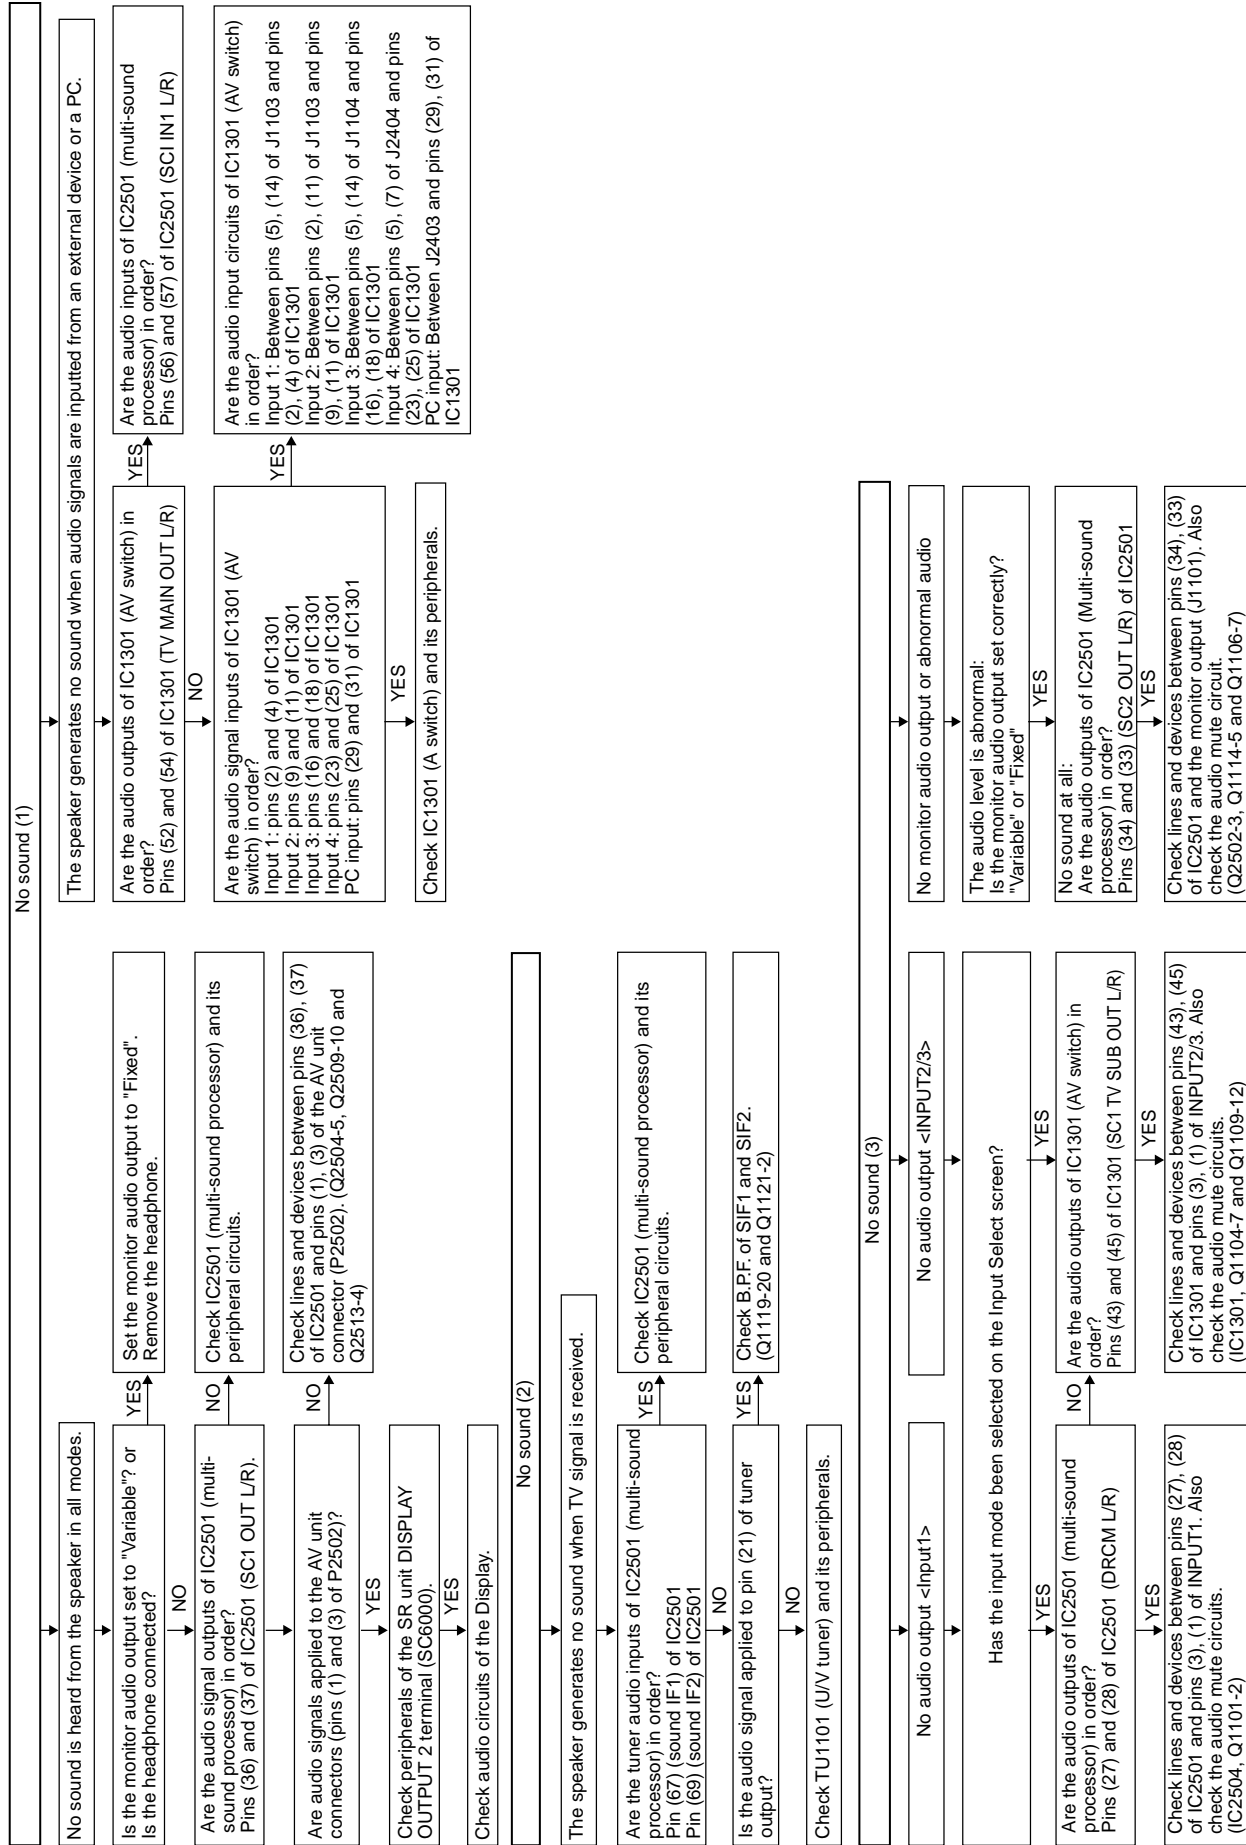 No sound (1)
No sound is heard from the speaker in all modes.
Is the monitor audio output set to "Variable"? or
Is the headphone connected?
YES
Set the monitor audio output to "Fixed".
Remove the headphone.
NO
Are the audio signal outputs of IC2501 (multi-
sound processor) in order?
Pins (36) and (37) of IC2501 (SC1 OUT L/R).
NO
Check IC2501 (multi-sound processor) and its
peripheral circuits.
Are audio signals applied to the AV unit
connectors (pins (1) and (3) of P2502)?
NO
Check lines and devices between pins (36), (37)
of IC2501 and pins (1), (3) of the AV unit
connector (P2502). (Q2504-5, Q2509-10 and
Q2513-4)
YES
Check peripherals of the SR unit DISPLAY
OUTPUT 2 terminal (SC6000).
YES
Check audio circuits of the Display.
The speaker generates no sound when audio signals are inputted from an external device or a PC.
Are the audio outputs of IC1301 (AV switch) in
order?
Pins (52) and (54) of IC1301 (TV MAIN OUT L/R)
YES
Are the audio inputs of IC2501 (multi-sound
processor) in order?
Pins (56) and (57) of IC2501 (SCI IN1 L/R)
NO
Are the audio signal inputs of IC1301 (AV
switch) in order?
Input 1: pins (2) and (4) of IC1301
Input 2: pins (9) and (11) of IC1301
Input 3: pins (16) and (18) of IC1301
Input 4: pins (23) and (25) of IC1301
PC input: pins (29) and (31) of IC1301
YES
Are the audio input circuits of IC1301 (AV switch)
in order?
Input 1: Between pins (5), (14) of J1103 and pins
(2), (4) of IC1301
Input 2: Between pins (2), (11) of J1103 and pins
(9), (11) of IC1301
Input 3: Between pins (5), (14) of J1104 and pins
(16), (18) of IC1301
Input 4: Between pins (5), (7) of J2404 and pins
(23), (25) of IC1301
PC input: Between J2403 and pins (29), (31) of
IC1301
YES
Check IC1301 (A switch) and its peripherals.
No sound (2)
The speaker generates no sound when TV signal is received.
Are the tuner audio inputs of IC2501 (multi-sound
processor) in order?
Pin (67) (sound IF1) of IC2501
Pin (69) (sound IF2) of IC2501
YES
Check IC2501 (multi-sound processor) and its
peripheral circuits.
NO
Is the audio signal applied to pin (21) of tuner
output?
YES
Check B.P.F. of SIF1 and SIF2.
(Q1119-20 and Q1121-2)
NO
Check TU1101 (U/V tuner) and its peripherals.
No sound (3)
No audio output <Input1>
No audio output <INPUT2/3>
No monitor audio output or abnormal audio
Has the input mode been selected on the Input Select screen?
YES
Are the audio outputs of IC2501 (multi-sound
processor) in order?
Pins (27) and (28) of IC2501 (DRCM L/R)
NO
YES
Are the audio outputs of IC1301 (AV switch) in
order?
Pins (43) and (45) of IC1301 (SC1 TV SUB OUT L/R)
YES
Check lines and devices between pins (27), (28)
of IC2501 and pins (3), (1) of INPUT1. Also
check the audio mute circuits.
(IC2504, Q1101-2)
YES
Check lines and devices between pins (43), (45)
of IC1301 and pins (3), (1) of INPUT2/3. Also
check the audio mute circuits.
(IC1301, Q1104-7 and Q1109-12)
The audio level is abnormal:
Is the monitor audio output set correctly?
"Variable" or "Fixed"
YES
No sound at all:
Are the audio outputs of IC2501 (Multi-sound
processor) in order?
Pins (34) and (33) (SC2 OUT L/R) of IC2501
YES
Check lines and devices between pins (34), (33)
of IC2501 and the monitor output (J1101). Also
check the audio mute circuit.
(Q2502-3, Q1114-5 and Q1106-7)